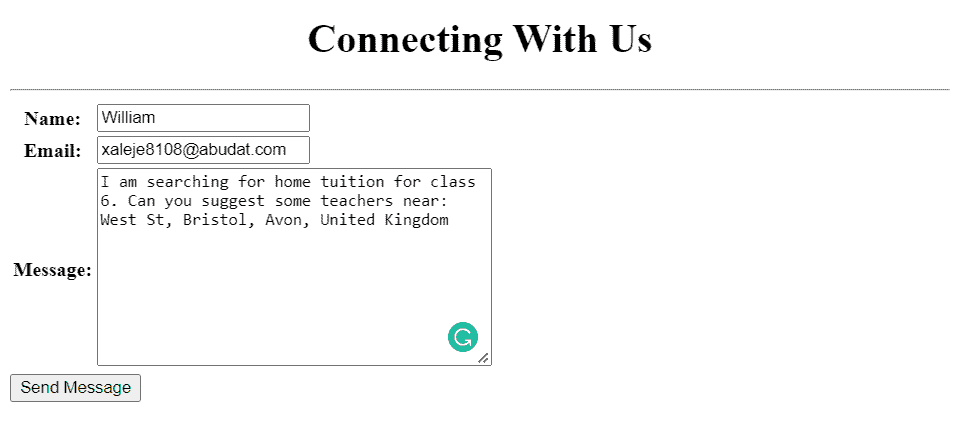 Connecting With Us
Name: William
Email: xaleje8108@abudat.com
Message:
I am searching for home tuition for class
6. Can you suggest some teachers near:
West St, Bristol, Avon, United Kingdom
Send Message